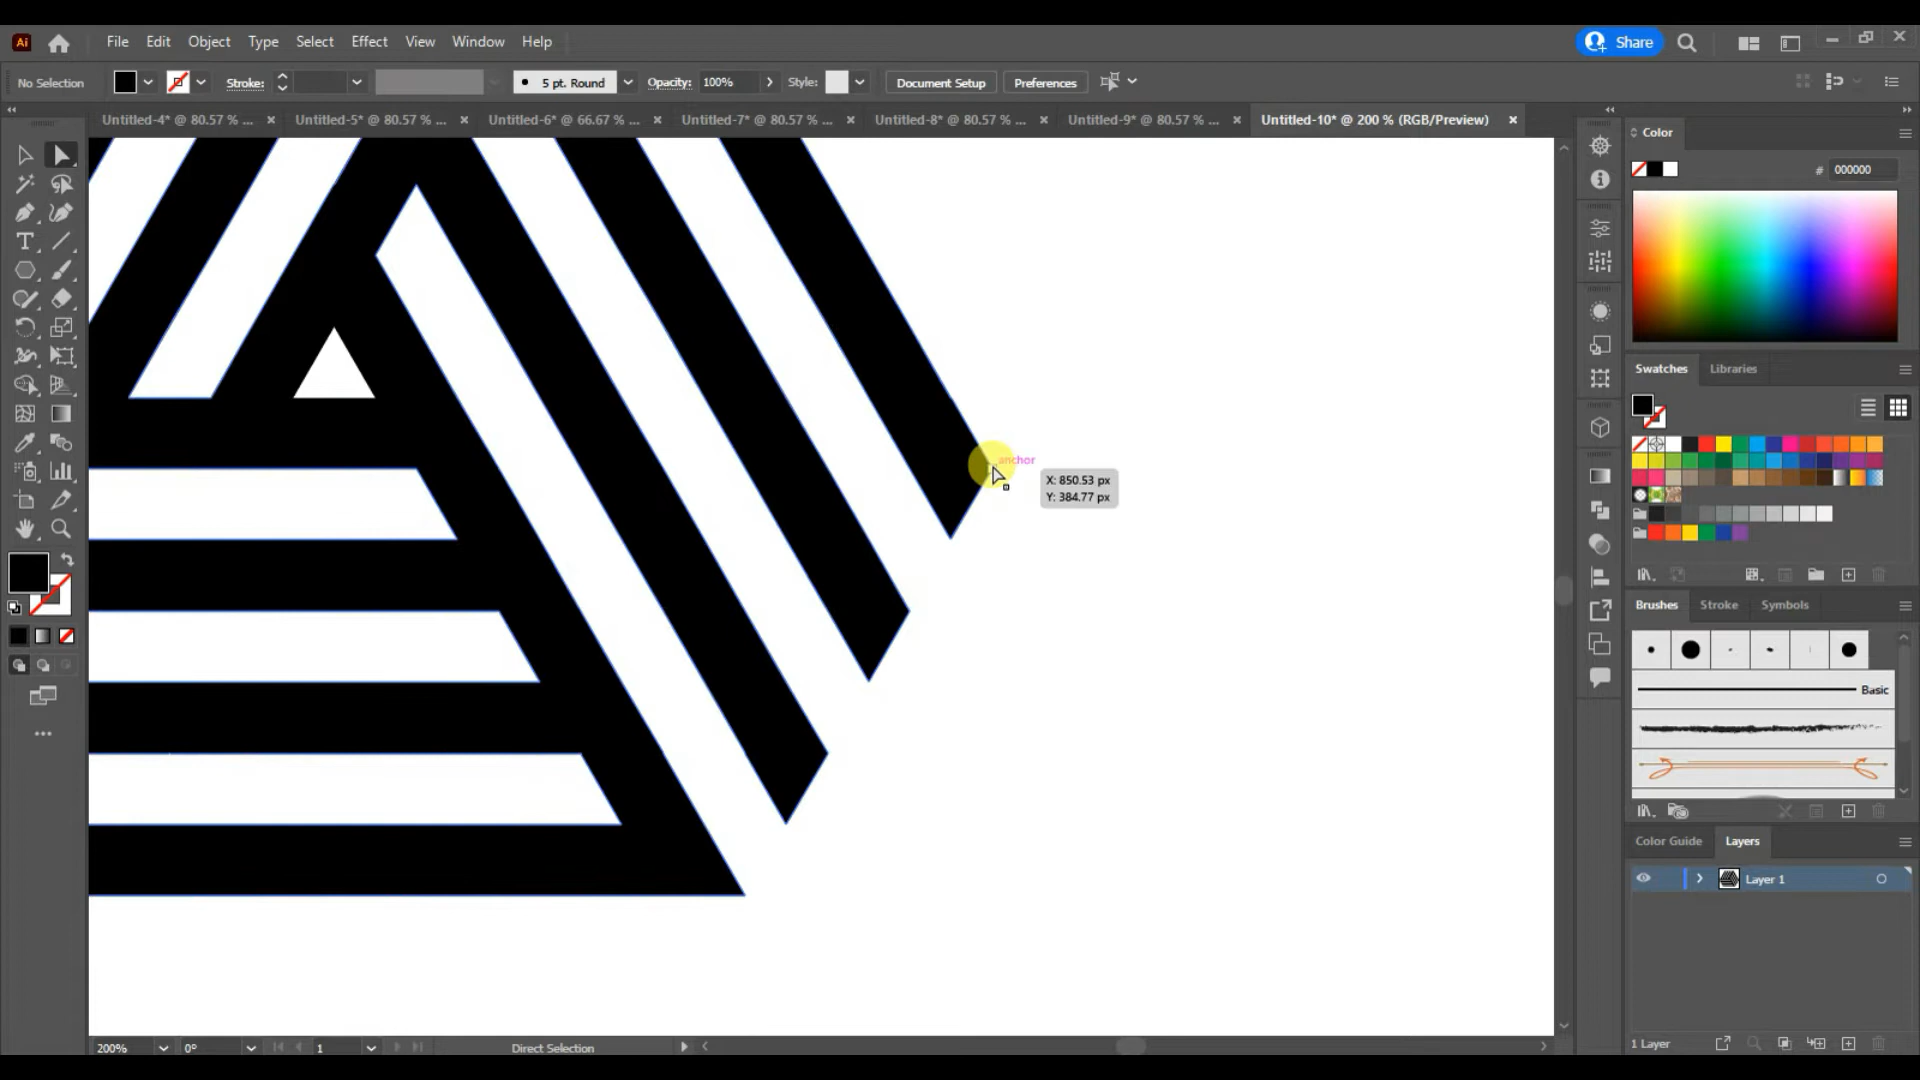 Ai File Edit Object Type Select Effect View Window Help Share
No Selection Stroke: 5 pt. Round Opacity: 100% Style: Document Setup Preferences
Untitled-4* @ 80.57 % ... Untitled-5* @ 80.57 % ... Untitled-6* @ 66.67 % ... Untitled-7* @ 80.57 % ... Untitled-8* @ 80.57 % ... Untitled-9* @ 80.57 % ... Untitled-10* @ 200 % (RGB/Preview)
Color
# 000000
Swatches Libraries
anchor
X: 850.53 px
Y: 384.77 px
Brushes Stroke Symbols
Basic
Color Guide Layers
Layer 1
1 Layer
200% 0° 1 Direct Selection